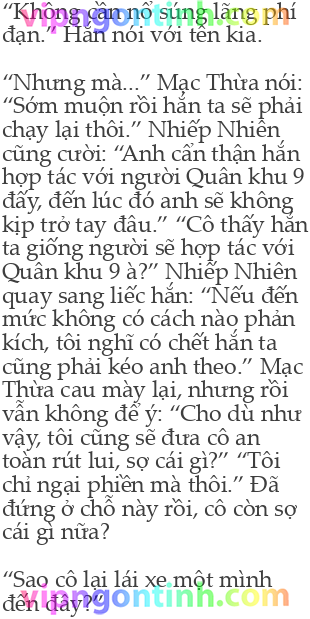 “Không cần nổ súng lãng phí
đạn.” Hắn nói với tên kia.
“Nhưng mà...” Mạc Thừa nói:
“Sớm muộn rồi hắn ta sẽ phải
chạy lại thôi.” Nhiếp Nhiên
cũng cười: “Anh cẩn thận hắn
hợp tác với người Quân khu 9
đấy, đến lúc đó anh sẽ không
kịp trở tay đâu.” “Cô thấy hắn
ta giống người sẽ hợp tác với
Quân khu 9 à?” Nhiếp Nhiên
quay sang liếc hắn: “Nếu đến
mức không có cách nào phản
kích, tôi nghĩ có chết hắn ta
cũng phải kéo anh theo.” Mạc
Thừa cau mày lại, nhưng rồi
vẫn không để ý: “Cho dù như
vậy, tôi cũng sẽ đưa cô an
toàn rút lui, sợ cái gì?” “Tôi
chỉ ngại phiền mà thôi.” Đã
đứng ở chỗ này rồi, cô còn sợ
cái gì nữa?
“Sao cô lại lái xe một mình
đến đây?”
vipngontinh.com
vipngontinh.com